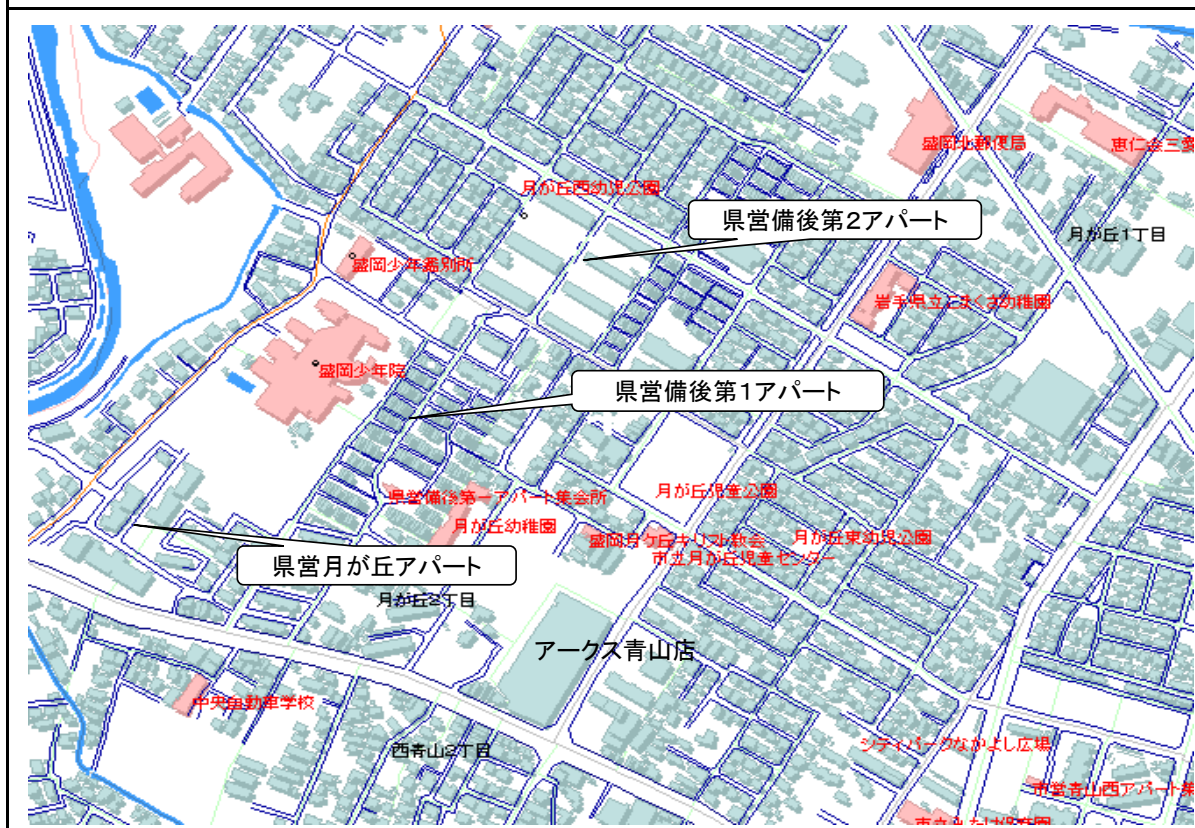 盛岡北郵便局
恵仁会三愛
月が丘西幼児公園
県営備後第2アパート
月が丘1丁目
盛岡少年鑑別所
岩手県立こまくさ幼稚園
盛岡少年院
県営備後第1アパート
県営備後第一アパート集会所
月が丘児童公園
月が丘幼稚園
盛岡月ケ丘キリスト教会
月が丘東幼児公園
市立月が丘児童センター
県営月が丘アパート
月が丘2丁目
アークス青山店
中央自動車学校
西青山2丁目
シティパークなかよし広場
市営青山西アパート集
市立みたけ保育園